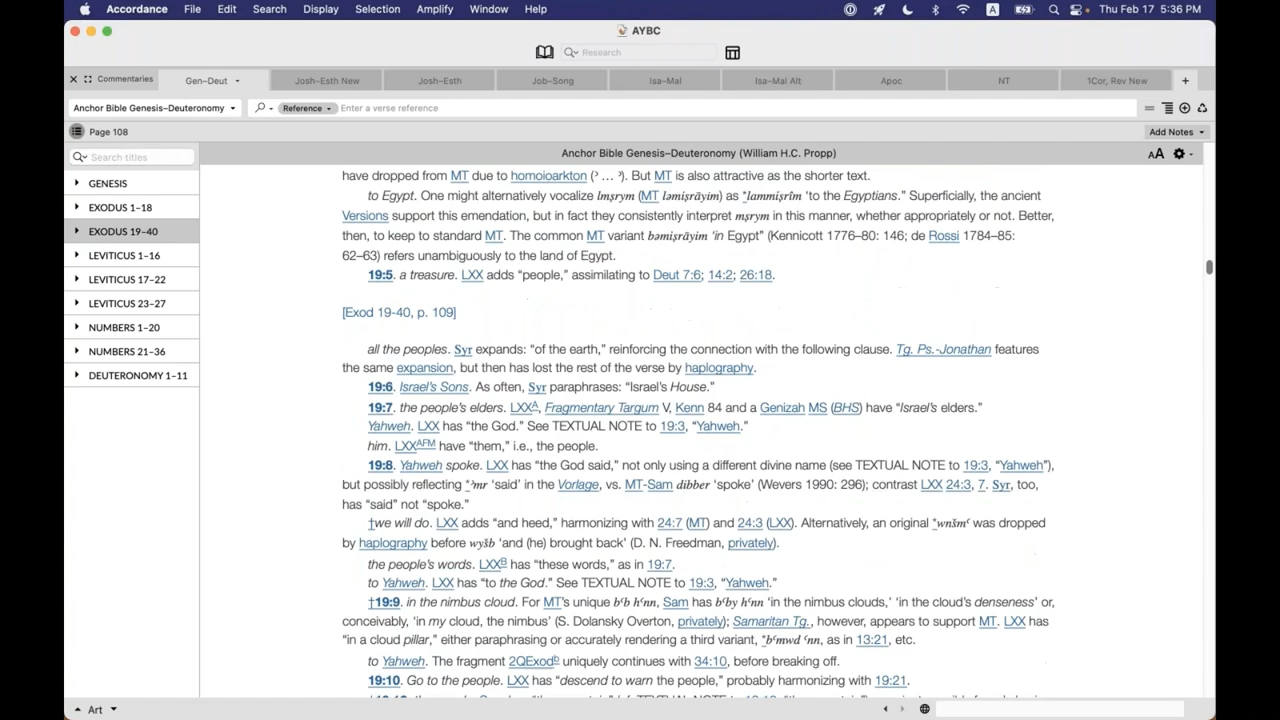 Accordance File Edit Search Display Selection Amplify Window Help A Thu Feb 17 5:36 PM
AYBC
Research
Commentaries Gen–Deut Josh–Esth New Josh–Esth Job–Song Isa–Mal Isa–Mal Alt Apoc NT 1Cor, Rev New +
Anchor Bible Genesis–Deuteronomy Reference Enter a verse reference
Page 108 Add Notes
Search titles
Anchor Bible Genesis–Deuteronomy (William H.C. Propp) AA
GENESIS
EXODUS 1–18
EXODUS 19–40
LEVITICUS 1–16
LEVITICUS 17–22
LEVITICUS 23–27
NUMBERS 1–20
NUMBERS 21–36
DEUTERONOMY 1–11
have dropped from MT due to homoioarkton (ʾ … ʾ). But MT is also attractive as the shorter text.
to Egypt. One might alternatively vocalize lmṣrym (MT ləmiṣrāyim) as *lammiṣrîm ‘to the Egyptians.” Superficially, the ancient
Versions support this emendation, but in fact they consistently interpret mṣrym in this manner, whether appropriately or not. Better,
then, to keep to standard MT. The common MT variant bəmiṣrāyim ‘in Egypt” (Kennicott 1776–80: 146; de Rossi 1784–85:
62–63) refers unambiguously to the land of Egypt.
19:5. a treasure. LXX adds “people,” assimilating to Deut 7:6; 14:2; 26:18.
[Exod 19-40, p. 109]
all the peoples. Syr expands: “of the earth,” reinforcing the connection with the following clause. Tg. Ps.-Jonathan features
the same expansion, but then has lost the rest of the verse by haplography.
19:6. Israel’s Sons. As often, Syr paraphrases: “Israel’s House.”
19:7. the people’s elders. LXXA, Fragmentary Targum V, Kenn 84 and a Genizah MS (BHS) have “Israel’s elders.”
Yahweh. LXX has “the God.” See TEXTUAL NOTE to 19:3, “Yahweh.”
him. LXXAFM have “them,” i.e., the people.
19:8. Yahweh spoke. LXX has “the God said,” not only using a different divine name (see TEXTUAL NOTE to 19:3, “Yahweh”),
but possibly reflecting *ʾmr ‘said’ in the Vorlage, vs. MT-Sam dibber ‘spoke’ (Wevers 1990: 296); contrast LXX 24:3, 7. Syr, too,
has “said” not “spoke.”
†we will do. LXX adds “and heed,” harmonizing with 24:7 (MT) and 24:3 (LXX). Alternatively, an original *wnšmʿ was dropped
by haplography before wyšb ‘and (he) brought back’ (D. N. Freedman, privately).
the people’s words. LXXB has “these words,” as in 19:7.
to Yahweh. LXX has “to the God.” See TEXTUAL NOTE to 19:3, “Yahweh.”
†19:9. in the nimbus cloud. For MT’s unique bʿb hʿnn, Sam has bʿby hʿnn ‘in the nimbus clouds,’ ‘in the cloud’s denseness’ or,
conceivably, ‘in my cloud, the nimbus’ (S. Dolansky Overton, privately); Samaritan Tg., however, appears to support MT. LXX has
“in a cloud pillar,” either paraphrasing or accurately rendering a third variant, *bʿmwd ʿnn, as in 13:21, etc.
to Yahweh. The fragment 2QExodb uniquely continues with 34:10, before breaking off.
19:10. Go to the people. LXX has “descend to warn the people,” probably harmonizing with 19:21.
Art